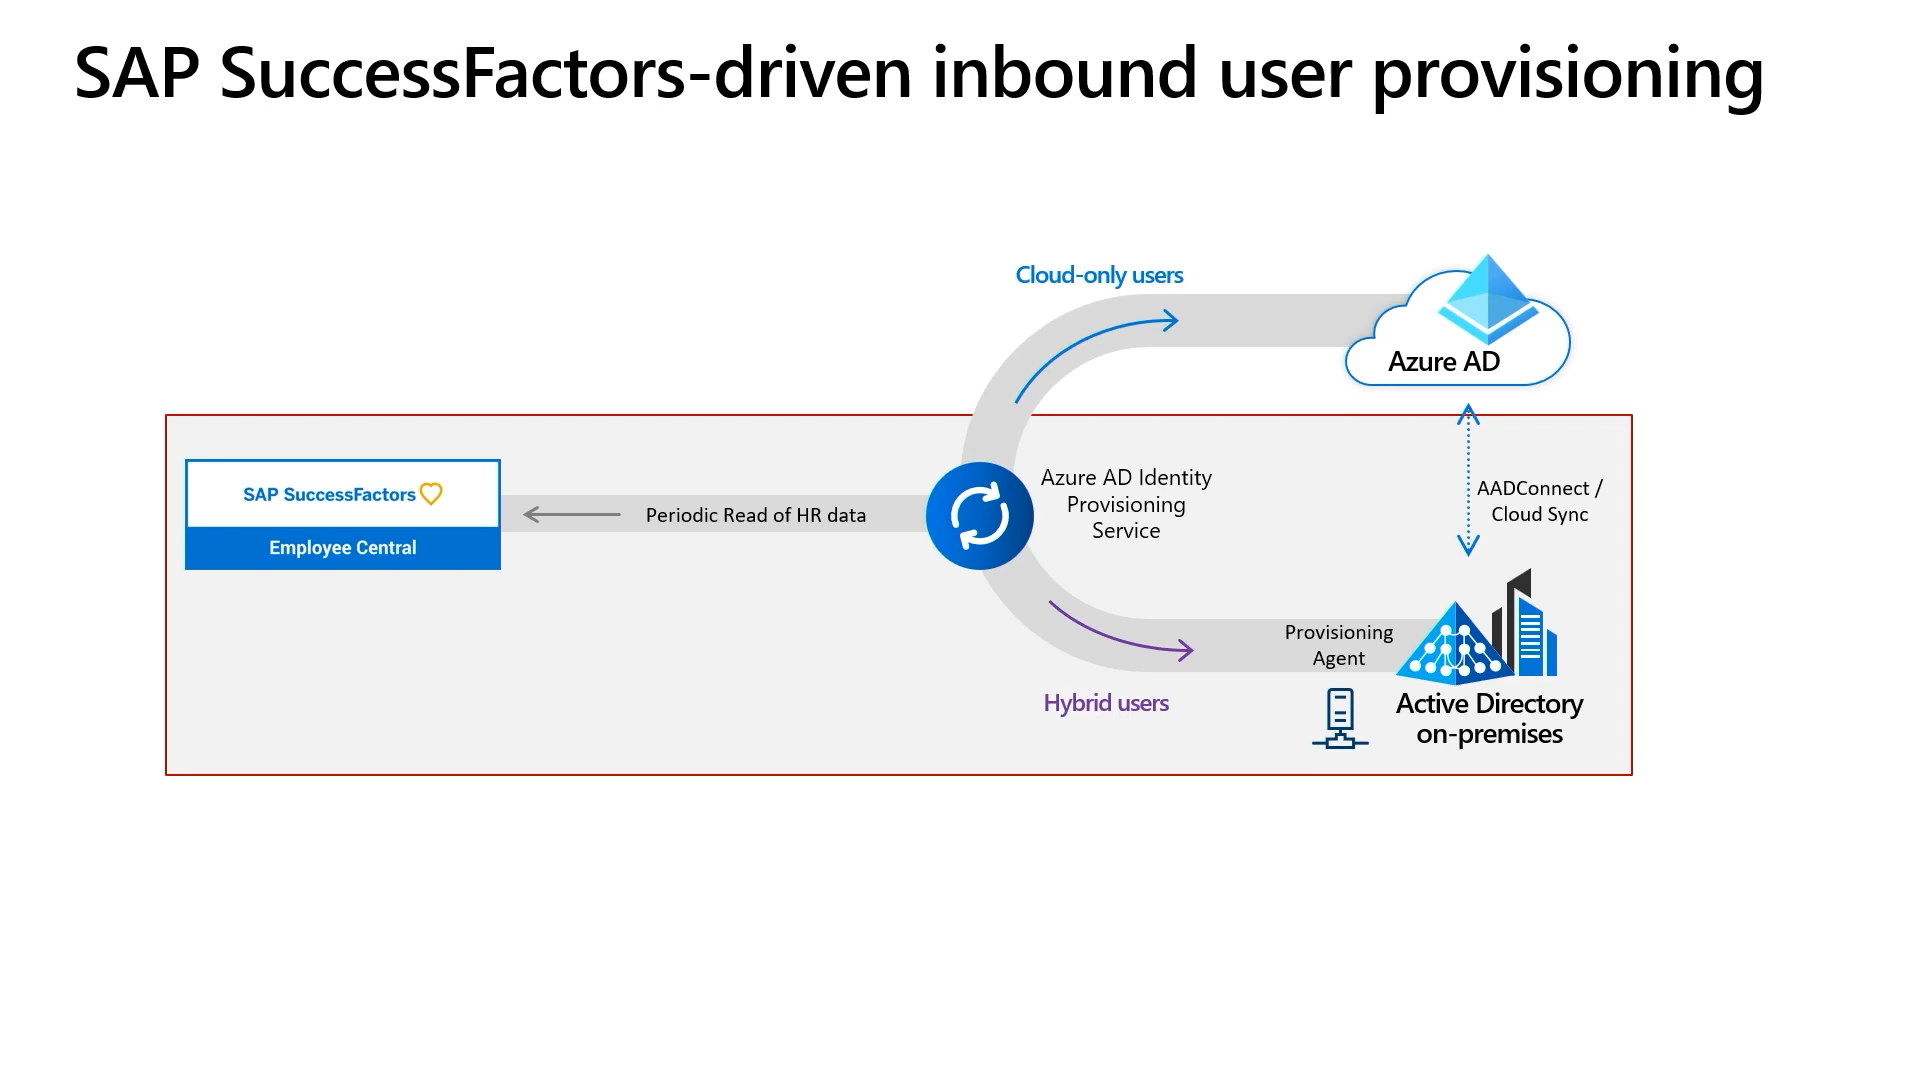 SAP SuccessFactors-driven inbound user provisioning
Cloud-only users
Azure AD
SAP SuccessFactors
Employee Central
Periodic Read of HR data
Azure AD Identity
Provisioning
Service
AADConnect /
Cloud Sync
Provisioning
Agent
Hybrid users
Active Directory
on-premises